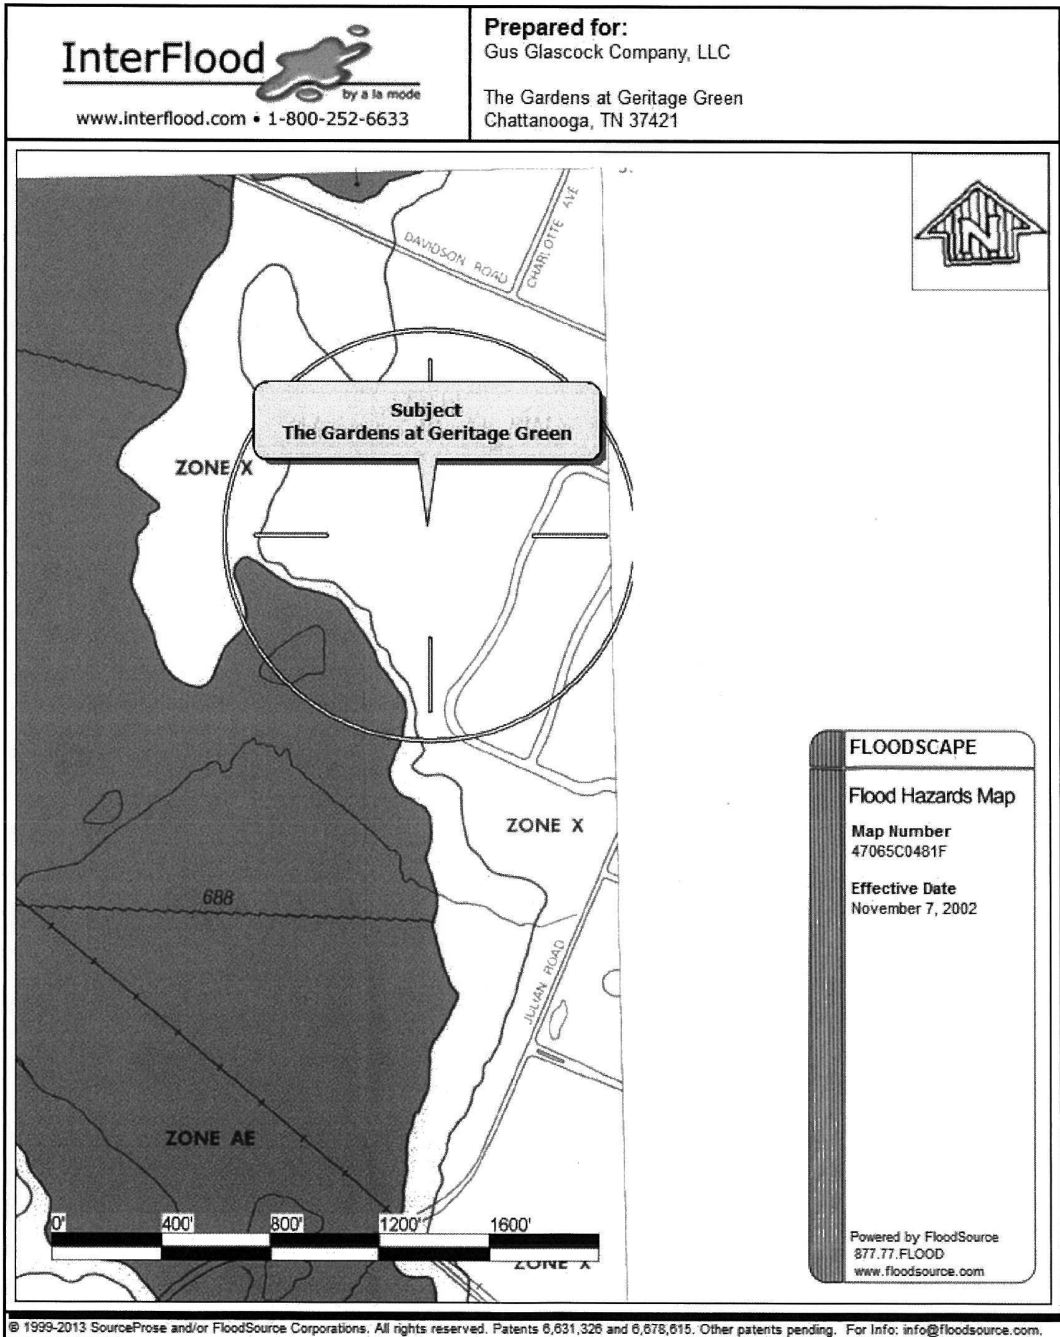 InterFlood
by a la mode
www.interflood.com • 1-800-252-6633
Prepared for:
Gus Glascock Company, LLC
The Gardens at Geritage Green
Chattanooga, TN 37421
N
DAVIDSON ROAD
CHARLOTTE AVE
Subject
The Gardens at Geritage Green
ZONE X
ZONE X
688
JULIAN ROAD
ZONE AE
0' 400' 800' 1200' 1600'
ZONE X
FLOODSCAPE
Flood Hazards Map
Map Number
47065C0481F
Effective Date
November 7, 2002
Powered by FloodSource
877.77.FLOOD
www.floodsource.com
© 1999-2013 SourceProse and/or FloodSource Corporations. All rights reserved. Patents 6,631,326 and 6,678,615. Other patents pending. For Info: info@floodsource.com.